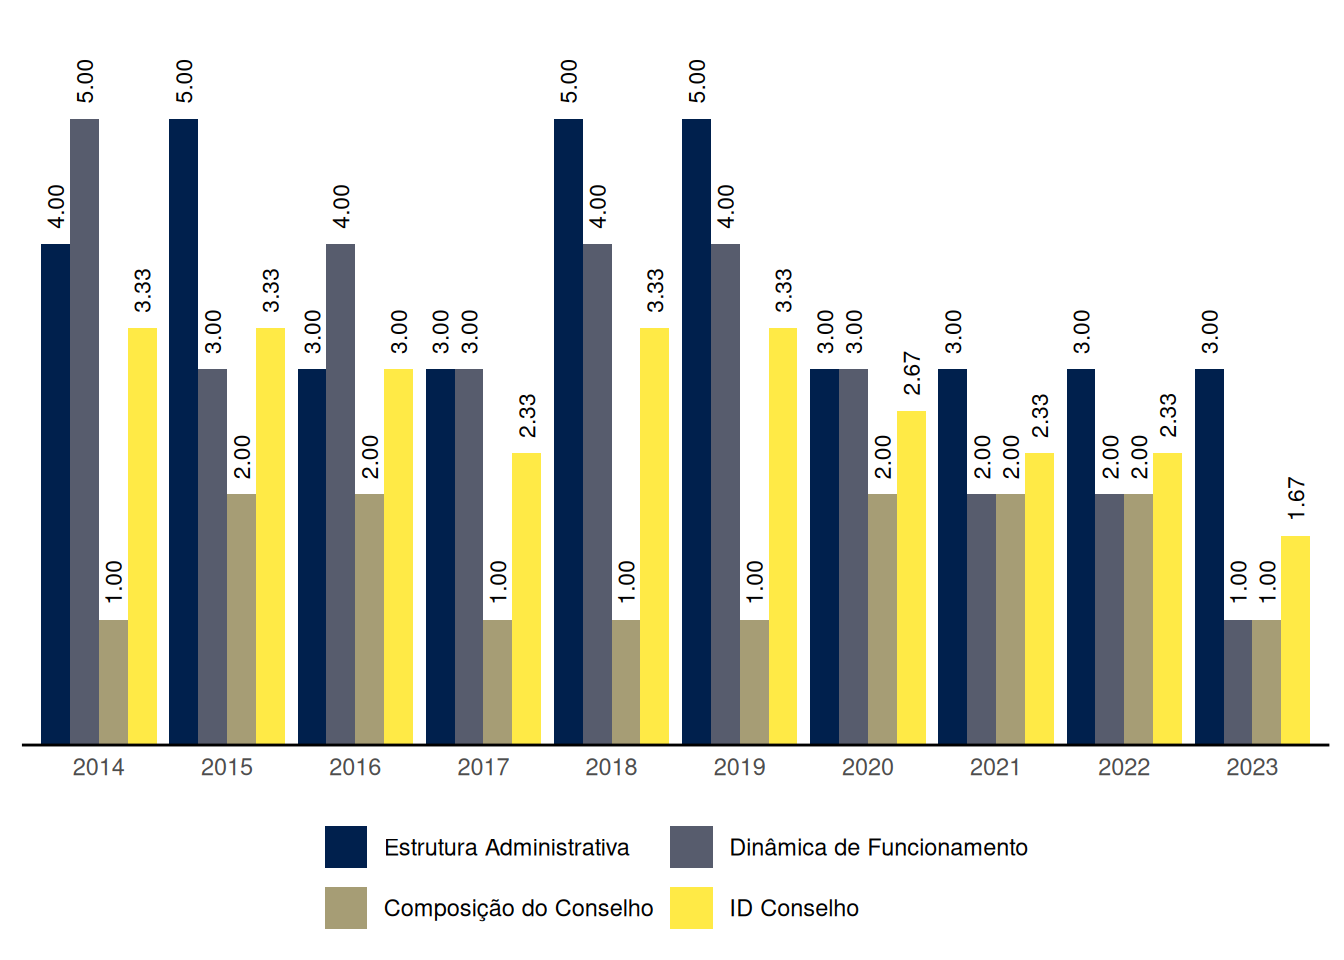 4.00 5.00 1.00 3.33
5.00 3.00 2.00 3.33
3.00 4.00 2.00 3.00
3.00 3.00 1.00 2.33
5.00 4.00 1.00 3.33
5.00 4.00 1.00 3.33
3.00 3.00 2.00 2.67
3.00 2.00 2.00 2.33
3.00 2.00 2.00 2.33
3.00 1.00 1.00 1.67
2014 2015 2016 2017 2018 2019 2020 2021 2022 2023
Estrutura Administrativa Dinâmica de Funcionamento
Composição do Conselho ID Conselho